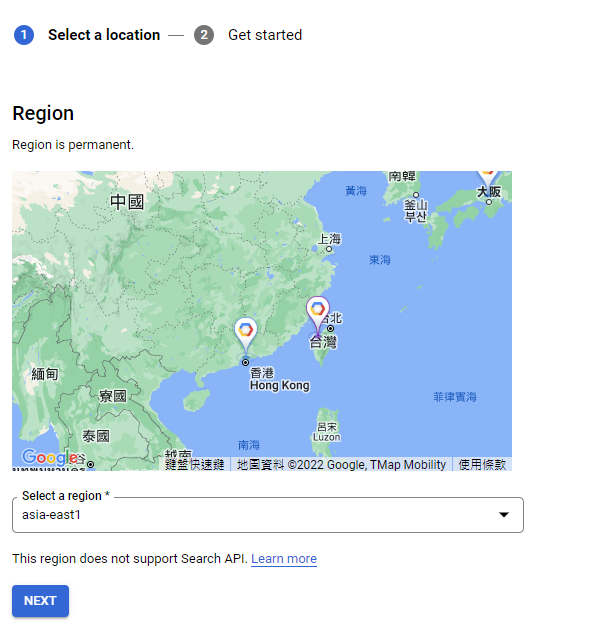 1 Select a location — 2 Get started
Region
Region is permanent.
南韓
大阪
黃海
中國
釜山
부산
上海
東海
台北
台灣
香港
Hong Kong
緬甸
寮國
菲律賓海
呂宋
Luzon
泰國
南海
越南
Google
鍵盤快速鍵
地圖資料 ©2022 Google, TMap Mobility
使用條款
Select a region *
asia-east1
This region does not support Search API. Learn more
NEXT